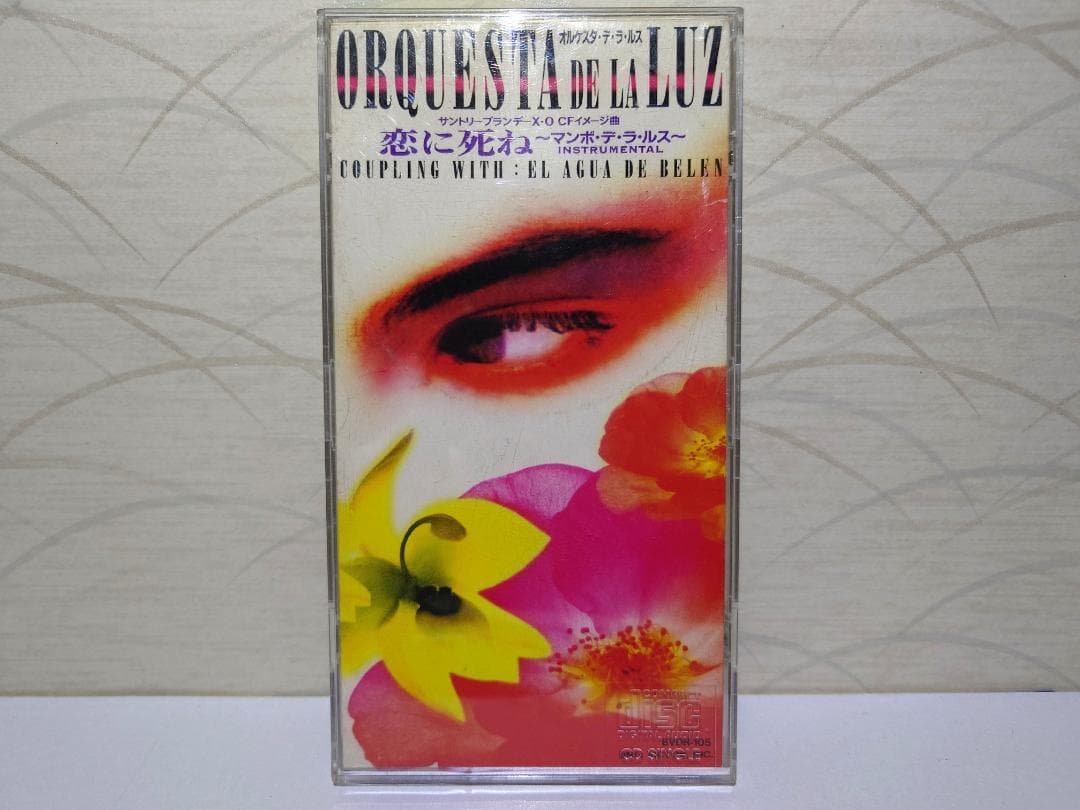 オルケスタ・デ・ラ・ルス
ORQUESTA DE LA LUZ
サントリーブランデーX・O CFイメージ曲
恋に死ね ~マンボ・デ・ラ・ルス~
INSTRUMENTAL
COUPLING WITH : EL AGUA DE BELEN
COMPACT
disc
DIGITAL AUDIO
BVDR-105
CD SINGLE